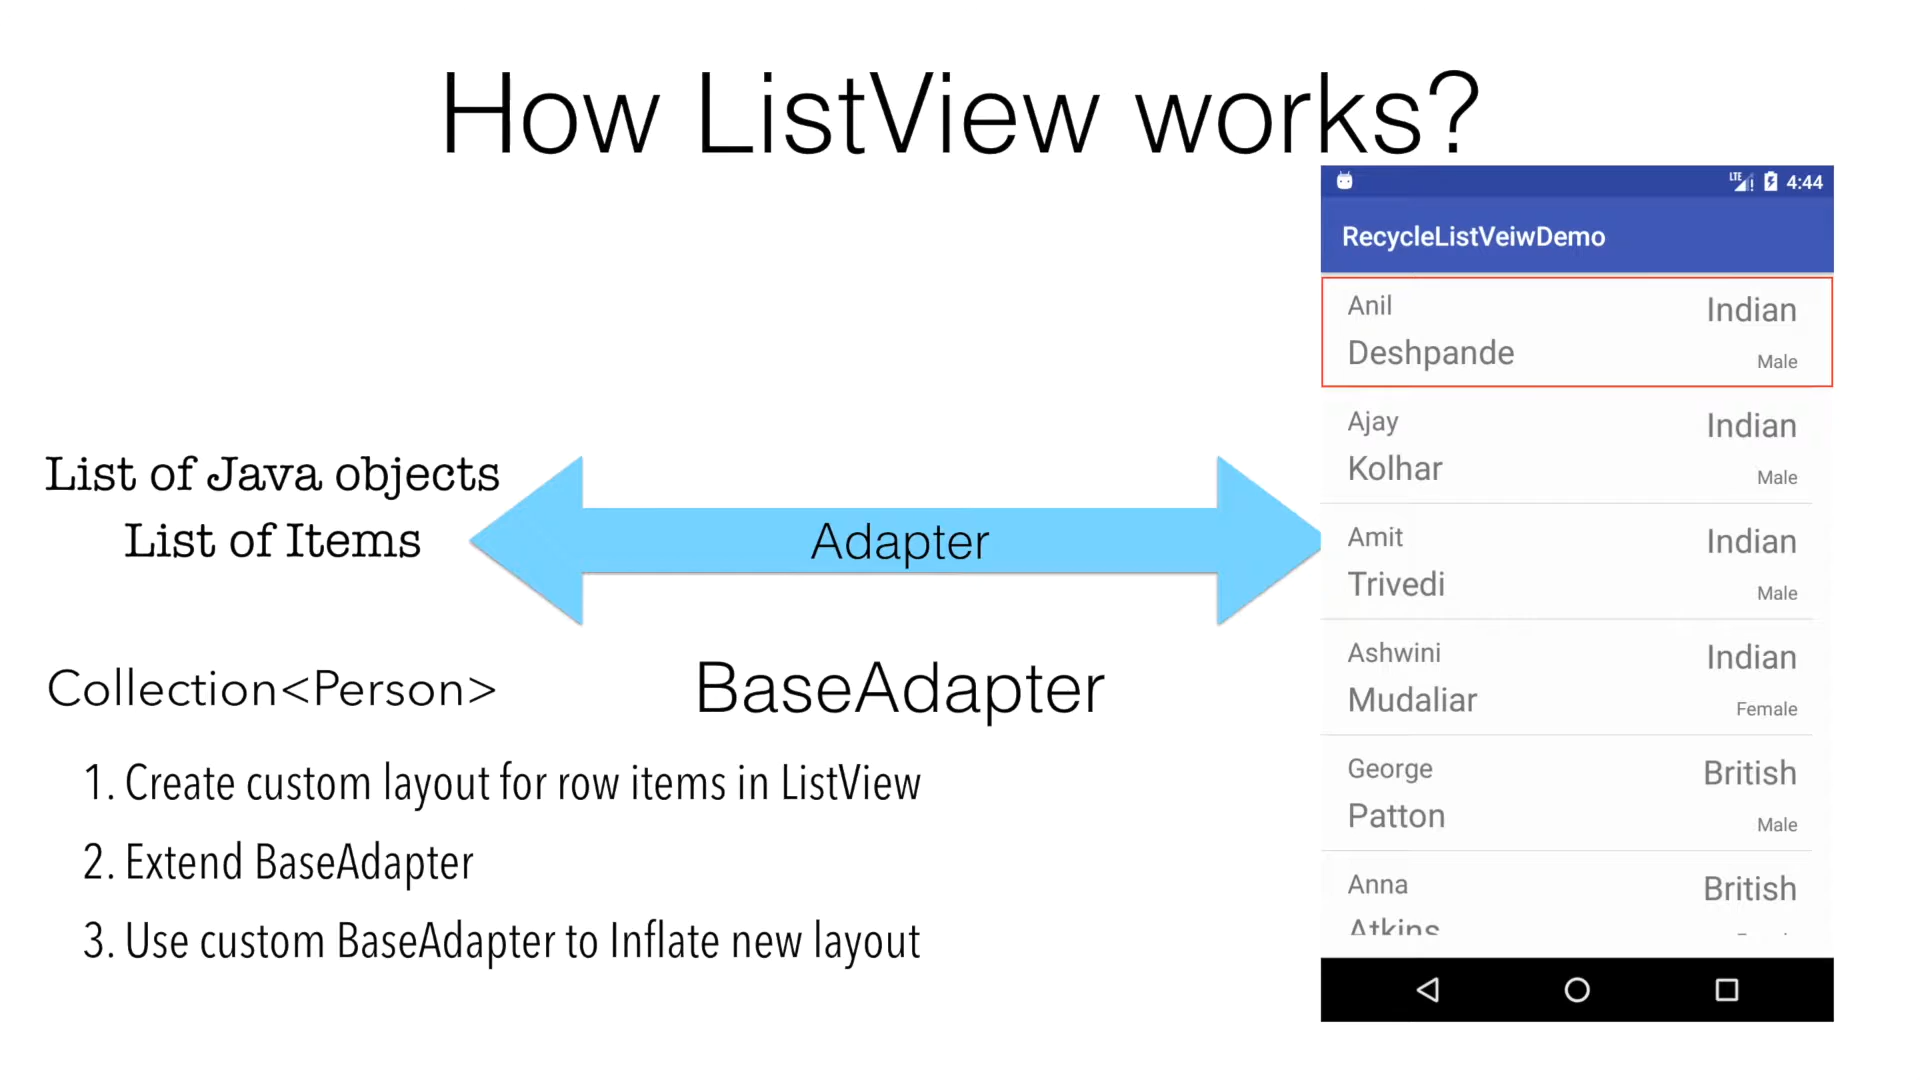 How ListView works?
LTE 4:44
RecycleListVeiwDemo
Anil Indian
Deshpande Male
Ajay Indian
Kolhar Male
Amit Indian
Trivedi Male
Ashwini Indian
Mudaliar Female
George British
Patton Male
Anna British
Atkins
List of Java objects
List of Items
Adapter
Collection<Person>
BaseAdapter
1. Create custom layout for row items in ListView
2. Extend BaseAdapter
3. Use custom BaseAdapter to Inflate new layout